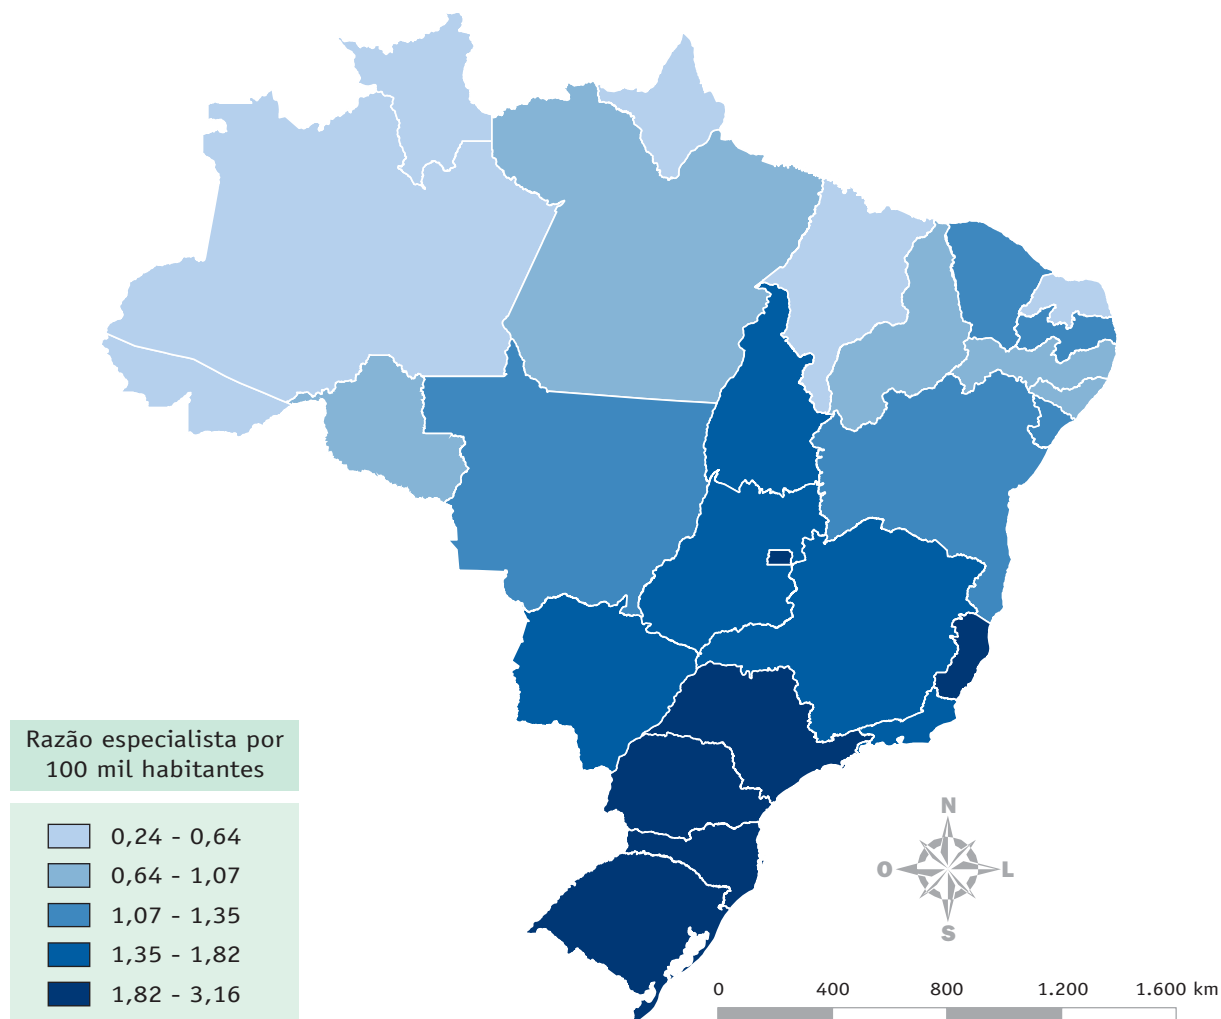 Razão especialista por
100 mil habitantes
0,24 - 0,64
0,64 - 1,07
1,07 - 1,35
1,35 - 1,82
1,82 - 3,16
N
O
L
S
0 400 800 1.200 1.600 km